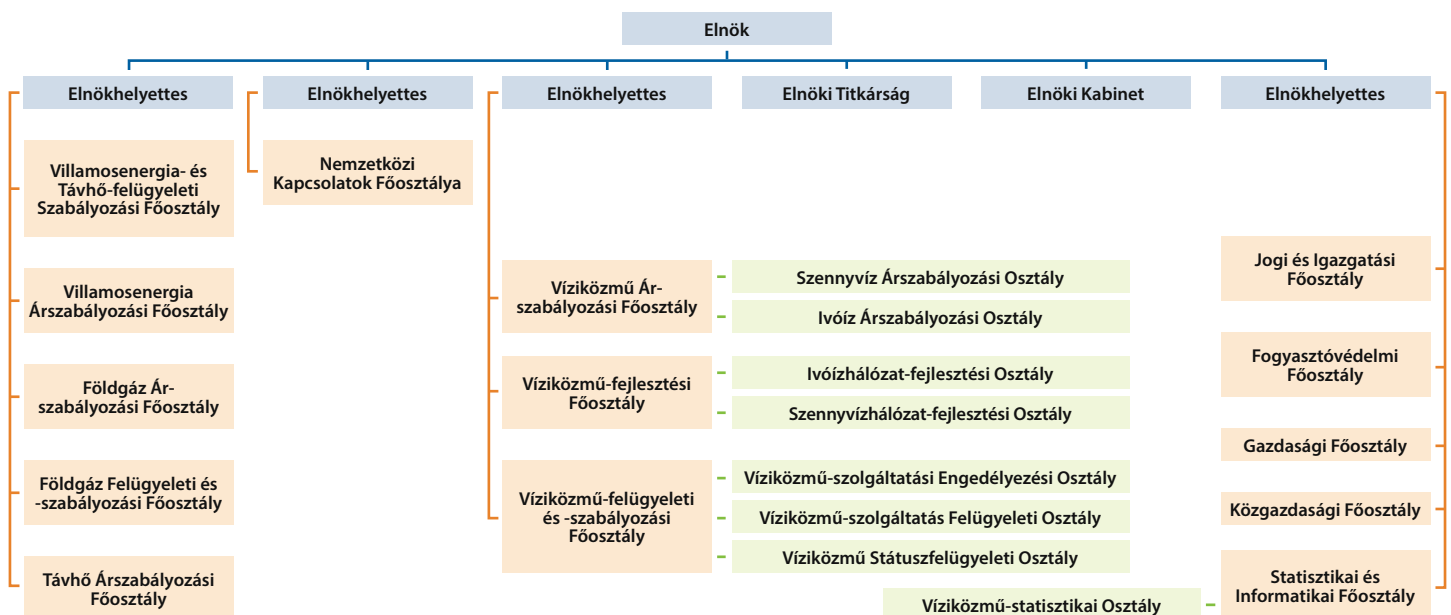 Elnök
Elnökhelyettes
Elnökhelyettes
Elnökhelyettes
Elnöki Titkárság
Elnöki Kabinet
Elnökhelyettes
Villamosenergia- és
Távhő-felügyeleti
Szabályozási Főosztály
Villamosenergia
Árszabályozási Főosztály
Földgáz Ár-
szabályozási Főosztály
Földgáz Felügyeleti és
-szabályozási Főosztály
Távhő Árszabályozási
Főosztály
Nemzetközi
Kapcsolatok Főosztálya
Víziközmű Ár-
szabályozási Főosztály
Szennyvíz Árszabályozási Osztály
Ivóíz Árszabályozási Osztály
Víziközmű-fejlesztési
Főosztály
Ivóízhálózat-fejlesztési Osztály
Szennyvízhálózat-fejlesztési Osztály
Víziközmű-felügyeleti
és -szabályozási
Főosztály
Víziközmű-szolgáltatási Engedélyezési Osztály
Víziközmű-szolgáltatás Felügyeleti Osztály
Víziközmű Státuszfelügyeleti Osztály
Jogi és Igazgatási
Főosztály
Fogyasztóvédelmi
Főosztály
Gazdasági Főosztály
Közgazdasági Főosztály
Statisztikai és
Informatikai Főosztály
Víziközmű-statisztikai Osztály